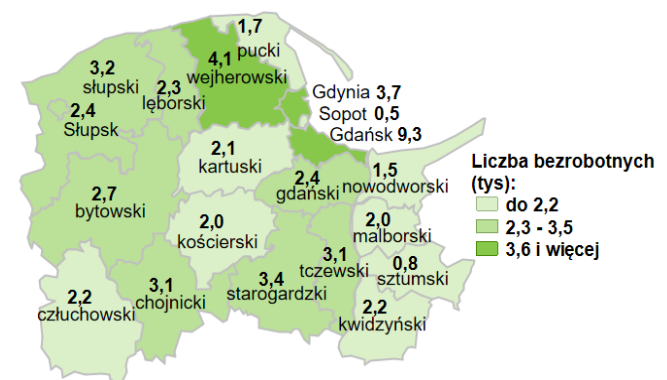 1,7
pucki
4,1
wejherowski
3,2
słupski
2,3
lęborski
2,4
Słupsk
Gdynia 3,7
Sopot 0,5
Gdańsk 9,3
2,1
kartuski
2,4
gdański
1,5
nowodworski
2,7
bytowski
2,0
kościerski
2,0
malborski
3,1
tczewski
0,8
sztumski
2,2
człuchowski
3,1
chojnicki
3,4
starogardzki
2,2
kwidzyński
Liczba bezrobotnych
(tys):
do 2,2
2,3 - 3,5
3,6 i więcej